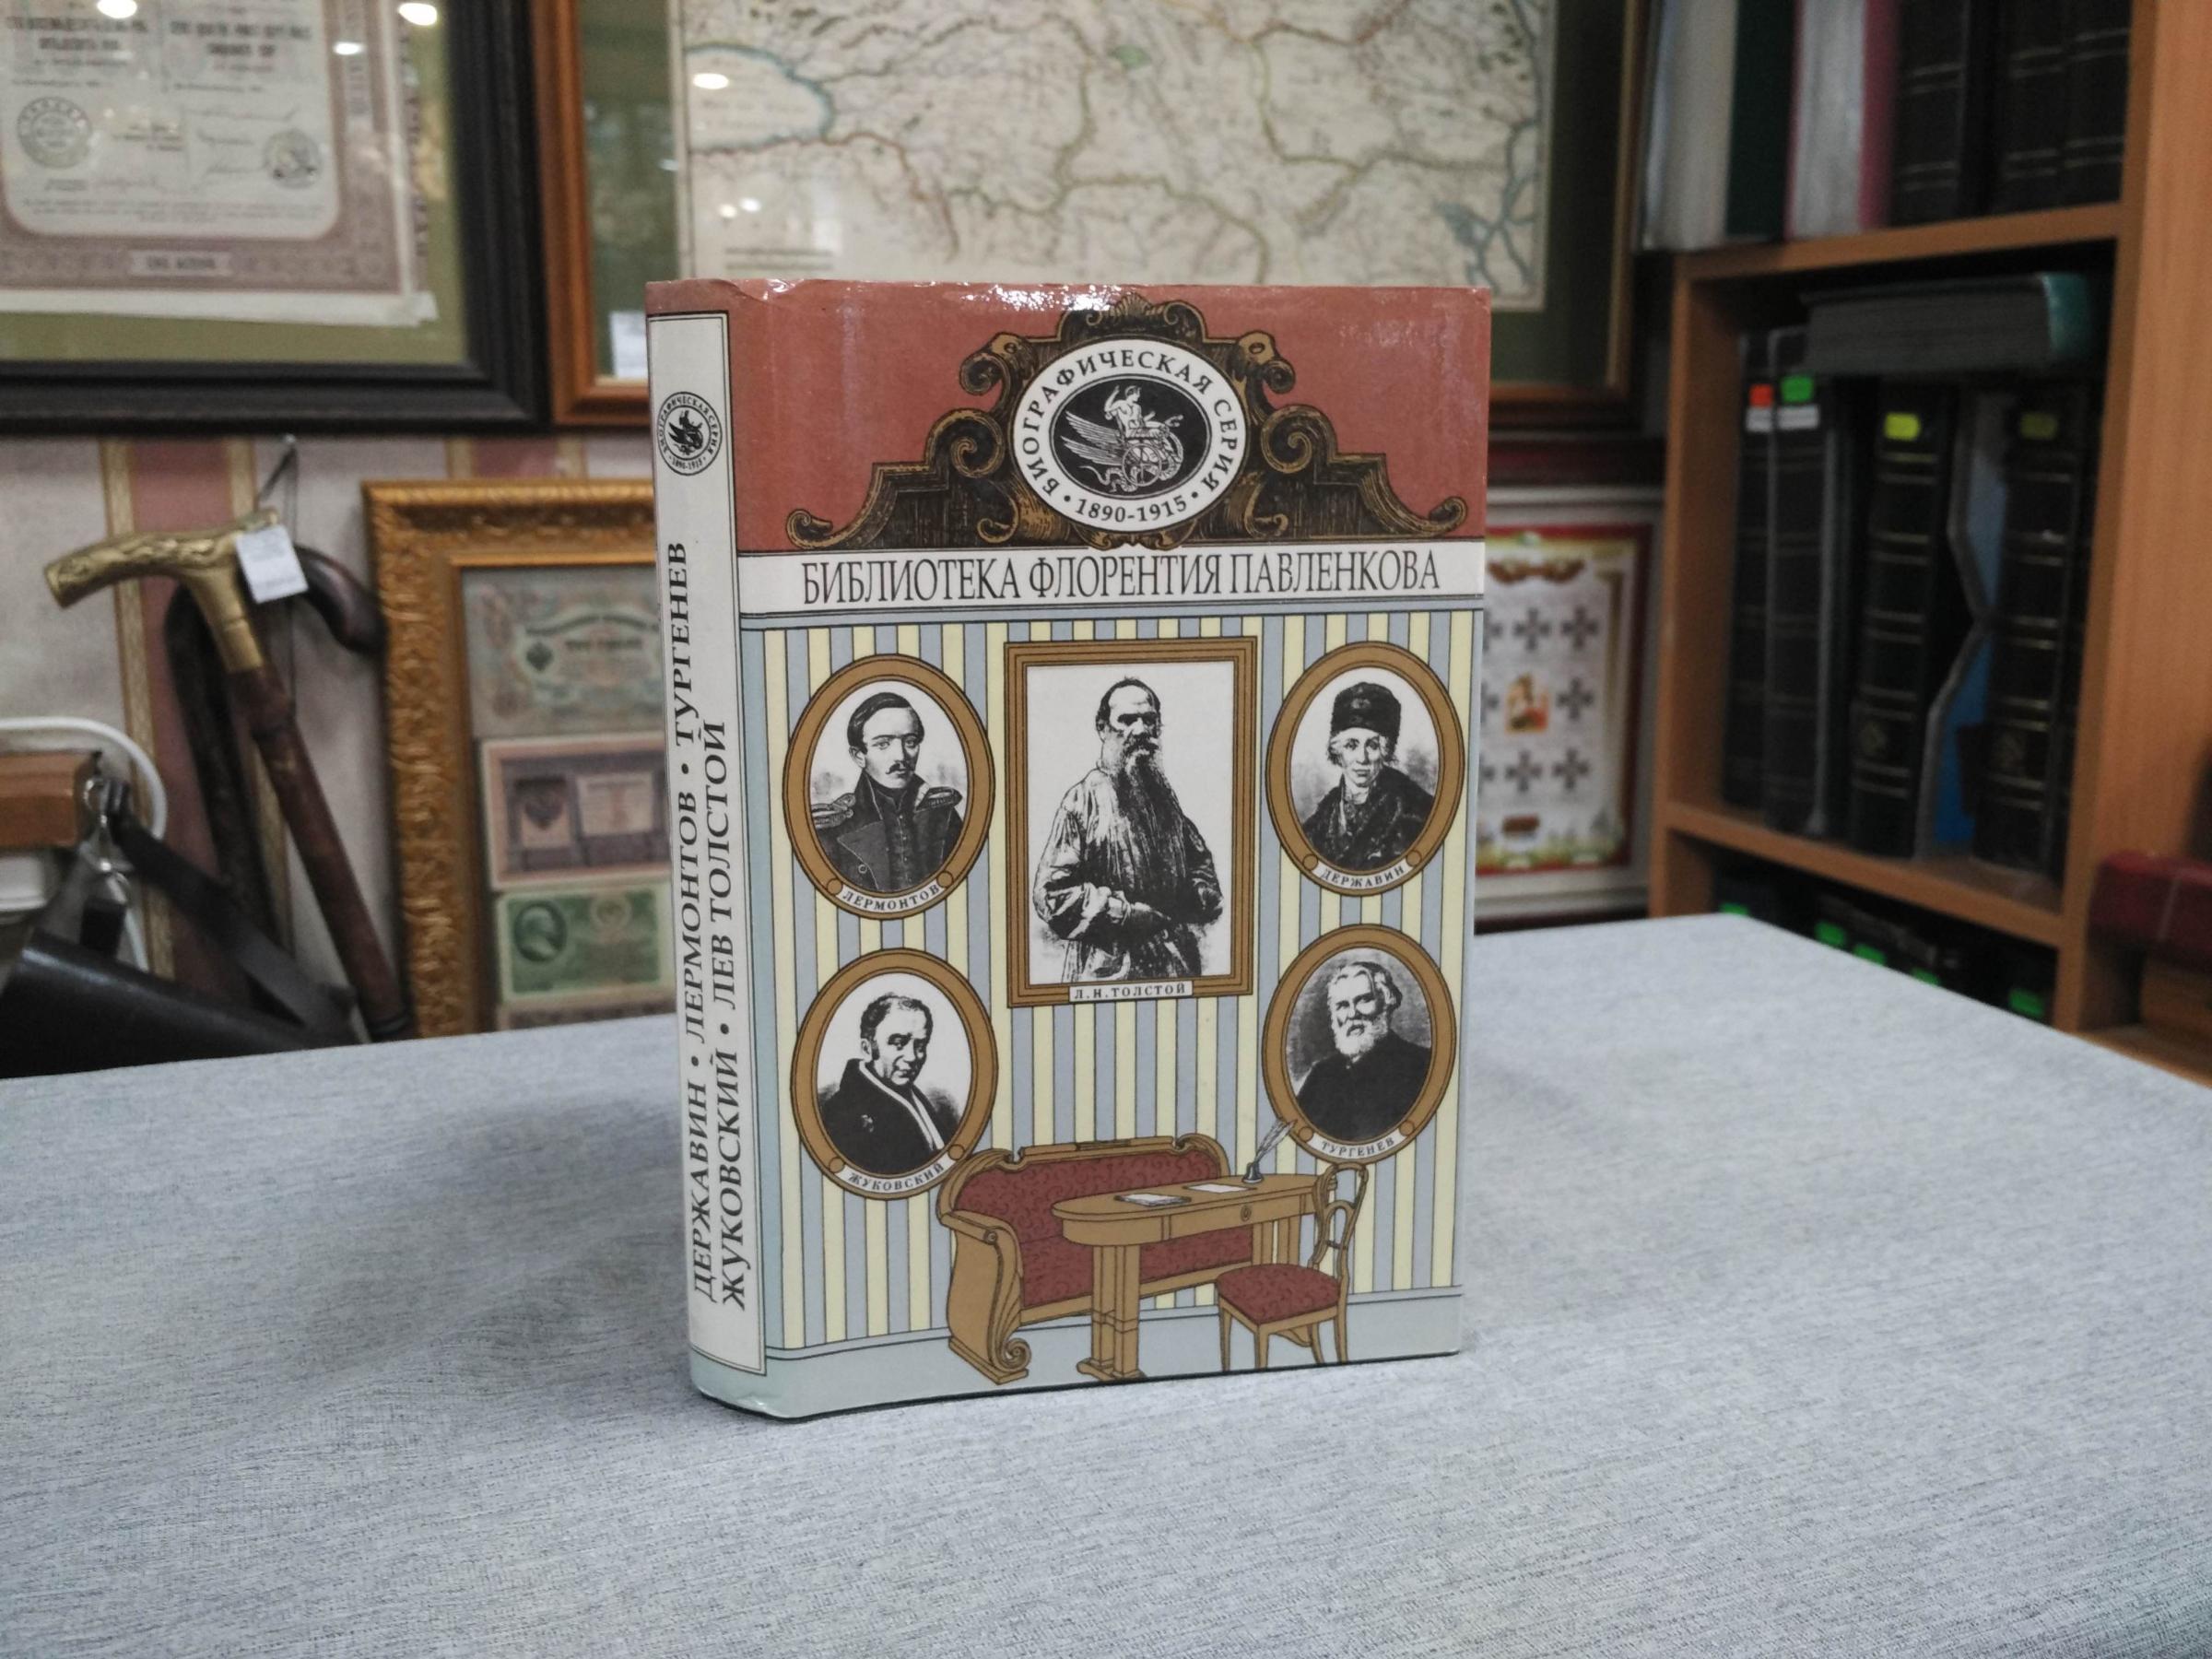 БИОГРАФИЧЕСКАЯ СЕРИЯ
• 1890-1915 •
БИБЛИОТЕКА ФЛОРЕНТИЯ ПАВЛЕНКОВА
ЛЕРМОНТОВ
Л.Н.ТОЛСТОЙ
ДЕРЖАВИН
ЖУКОВСКИЙ
ТУРГЕНЕВ
БИОГРАФИЧЕСКАЯ СЕРИЯ
• 1890-1915 •
ДЕРЖАВИН • ЛЕРМОНТОВ • ТУРГЕНЕВ
ЖУКОВСКИЙ • ЛЕВ ТОЛСТОЙ